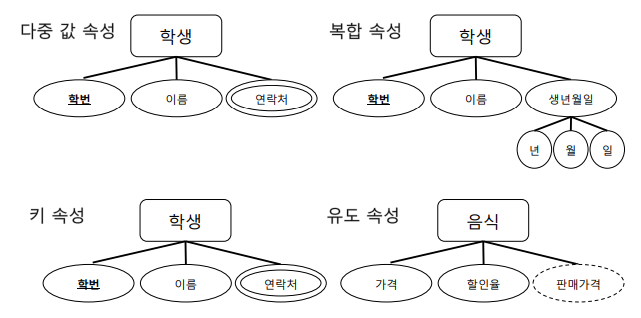 다중 값 속성
학생
학번
이름
연락처
복합 속성
학생
학번
이름
생년월일
년
월
일
키 속성
학생
학번
이름
연락처
유도 속성
음식
가격
할인율
판매가격